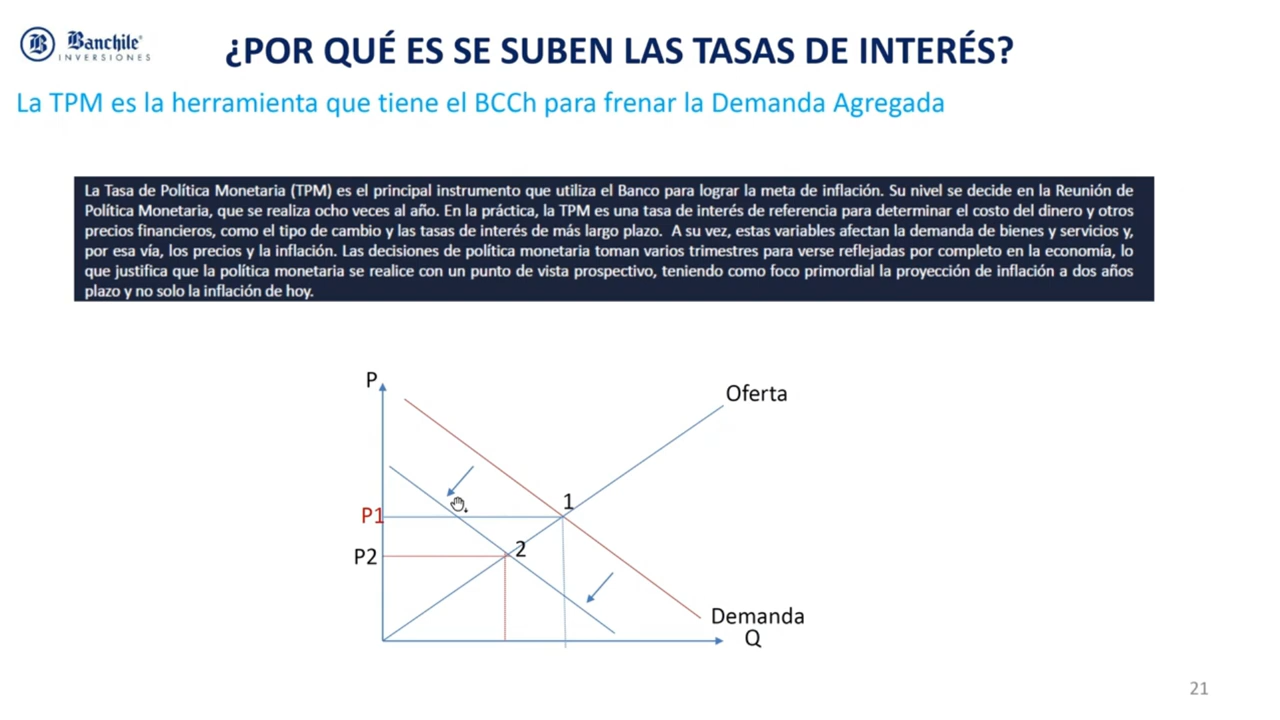 Banchile
INVERSIONES
¿POR QUÉ ES SE SUBEN LAS TASAS DE INTERÉS?
La TPM es la herramienta que tiene el BCCh para frenar la Demanda Agregada
La Tasa de Política Monetaria (TPM) es el principal instrumento que utiliza el Banco para lograr la meta de inflación. Su nivel se decide en la Reunión de
Política Monetaria, que se realiza ocho veces al año. En la práctica, la TPM es una tasa de interés de referencia para determinar el costo del dinero y otros
precios financieros, como el tipo de cambio y las tasas de interés de más largo plazo. A su vez, estas variables afectan la demanda de bienes y servicios y,
por esa vía, los precios y la inflación. Las decisiones de política monetaria toman varios trimestres para verse reflejadas por completo en la economía, lo
que justifica que la política monetaria se realice con un punto de vista prospectivo, teniendo como foco primordial la proyección de inflación a dos años
plazo y no solo la inflación de hoy.
P
Oferta
1
P1
2
P2
Demanda
Q
21